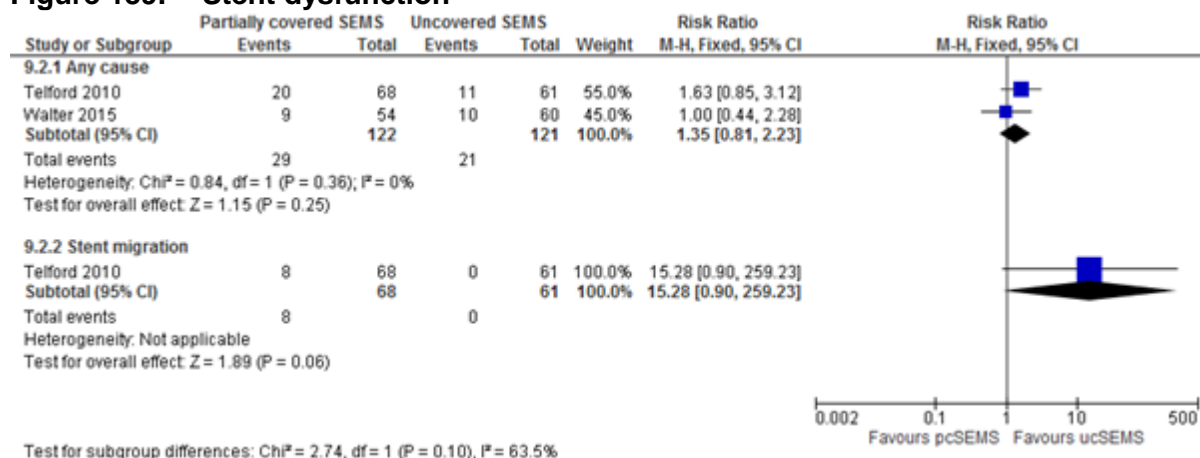 Figure 139: Stent dysfunction
Partially covered SEMS Uncovered SEMS Risk Ratio Risk Ratio
Study or Subgroup Events Total Events Total Weight M-H, Fixed, 95% CI M-H, Fixed, 95% CI
9.2.1 Any cause
Telford 2010 20 68 11 61 55.0% 1.63 [0.85, 3.12]
Walter 2015 9 54 10 60 45.0% 1.00 [0.44, 2.28]
Subtotal (95% CI) 122 121 100.0% 1.35 [0.81, 2.23]
Total events 29 21
Heterogeneity: Chi² = 0.84, df = 1 (P = 0.36); I² = 0%
Test for overall effect: Z = 1.15 (P = 0.25)
9.2.2 Stent migration
Telford 2010 8 68 0 61 100.0% 15.28 [0.90, 259.23]
Subtotal (95% CI) 68 61 100.0% 15.28 [0.90, 259.23]
Total events 8 0
Heterogeneity: Not applicable
Test for overall effect: Z = 1.89 (P = 0.06)
0.002 0.1 1 10 500
Favours pcSEMS Favours ucSEMS
Test for subgroup differences: Chi² = 2.74, df = 1 (P = 0.10), I² = 63.5%